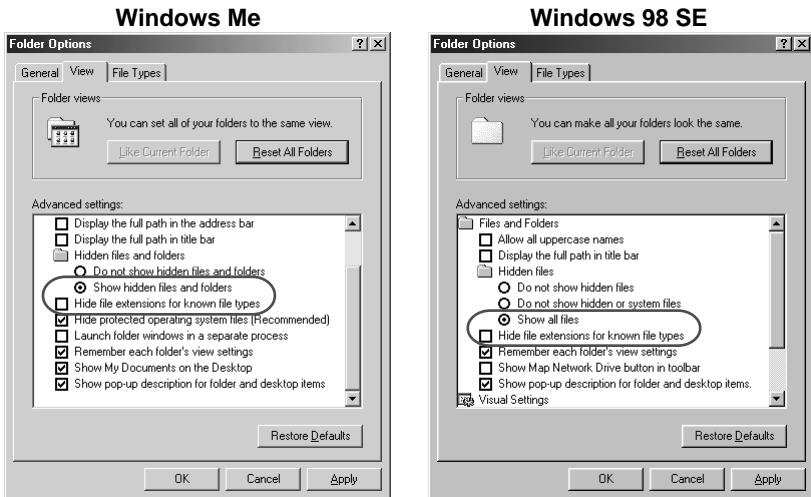 Windows Me
Folder Options
General View File Types
Folder views
You can set all of your folders to the same view.
Like Current Folder Reset All Folders
Advanced settings:
Display the full path in the address bar
Display the full path in title bar
Hidden files and folders
Do not show hidden files and folders
Show hidden files and folders
Hide file extensions for known file types
Hide protected operating system files (Recommended)
Launch folder windows in a separate process
Remember each folder's view settings
Show My Documents on the Desktop
Show pop-up description for folder and desktop items
Restore Defaults
OK Cancel Apply
Windows 98 SE
Folder Options
General View File Types
Folder views
You can make all your folders look the same.
Like Current Folder Reset All Folders
Advanced settings:
Files and Folders
Allow all uppercase names
Display the full path in title bar
Hidden files
Do not show hidden files
Do not show hidden or system files
Show all files
Hide file extensions for known file types
Remember each folder's view settings
Show Map Network Drive button in toolbar
Show pop-up description for folder and desktop items.
Visual Settings
Restore Defaults
OK Cancel Apply